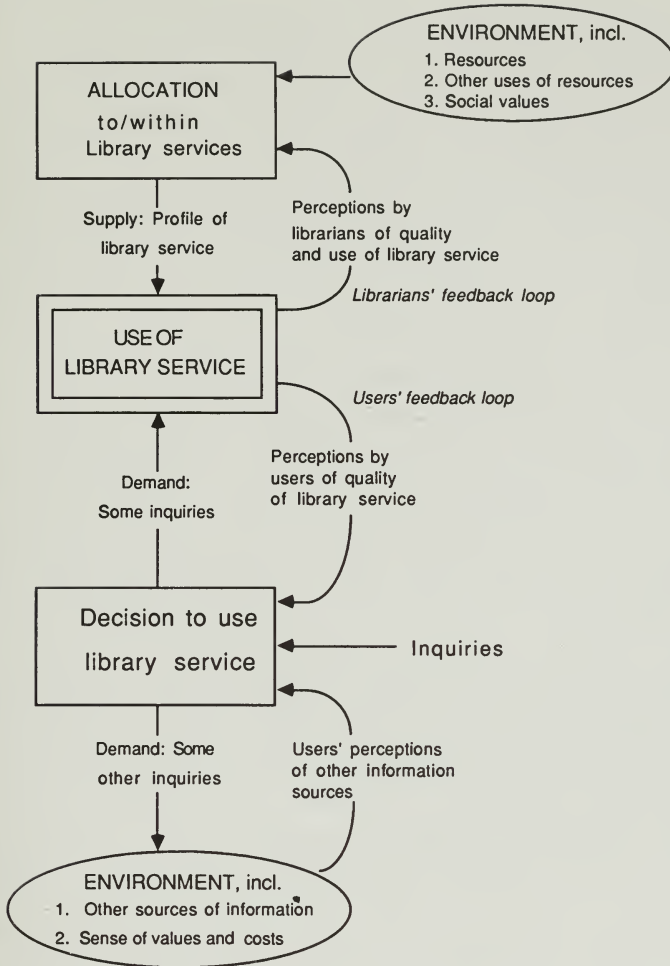 ENVIRONMENT, incl.
1. Resources
2. Other uses of resources
3. Social values
ALLOCATION
to/within
Library services
Supply: Profile of
library service
Perceptions by
librarians of quality
and use of library service
Librarians' feedback loop
USE OF
LIBRARY SERVICE
Users' feedback loop
Perceptions by
users of quality
of library service
Demand:
Some inquiries
Decision to use
library service
Inquiries
Demand: Some
other inquiries
Users' perceptions
of other information
sources
ENVIRONMENT, incl.
1. Other sources of information
2. Sense of values and costs